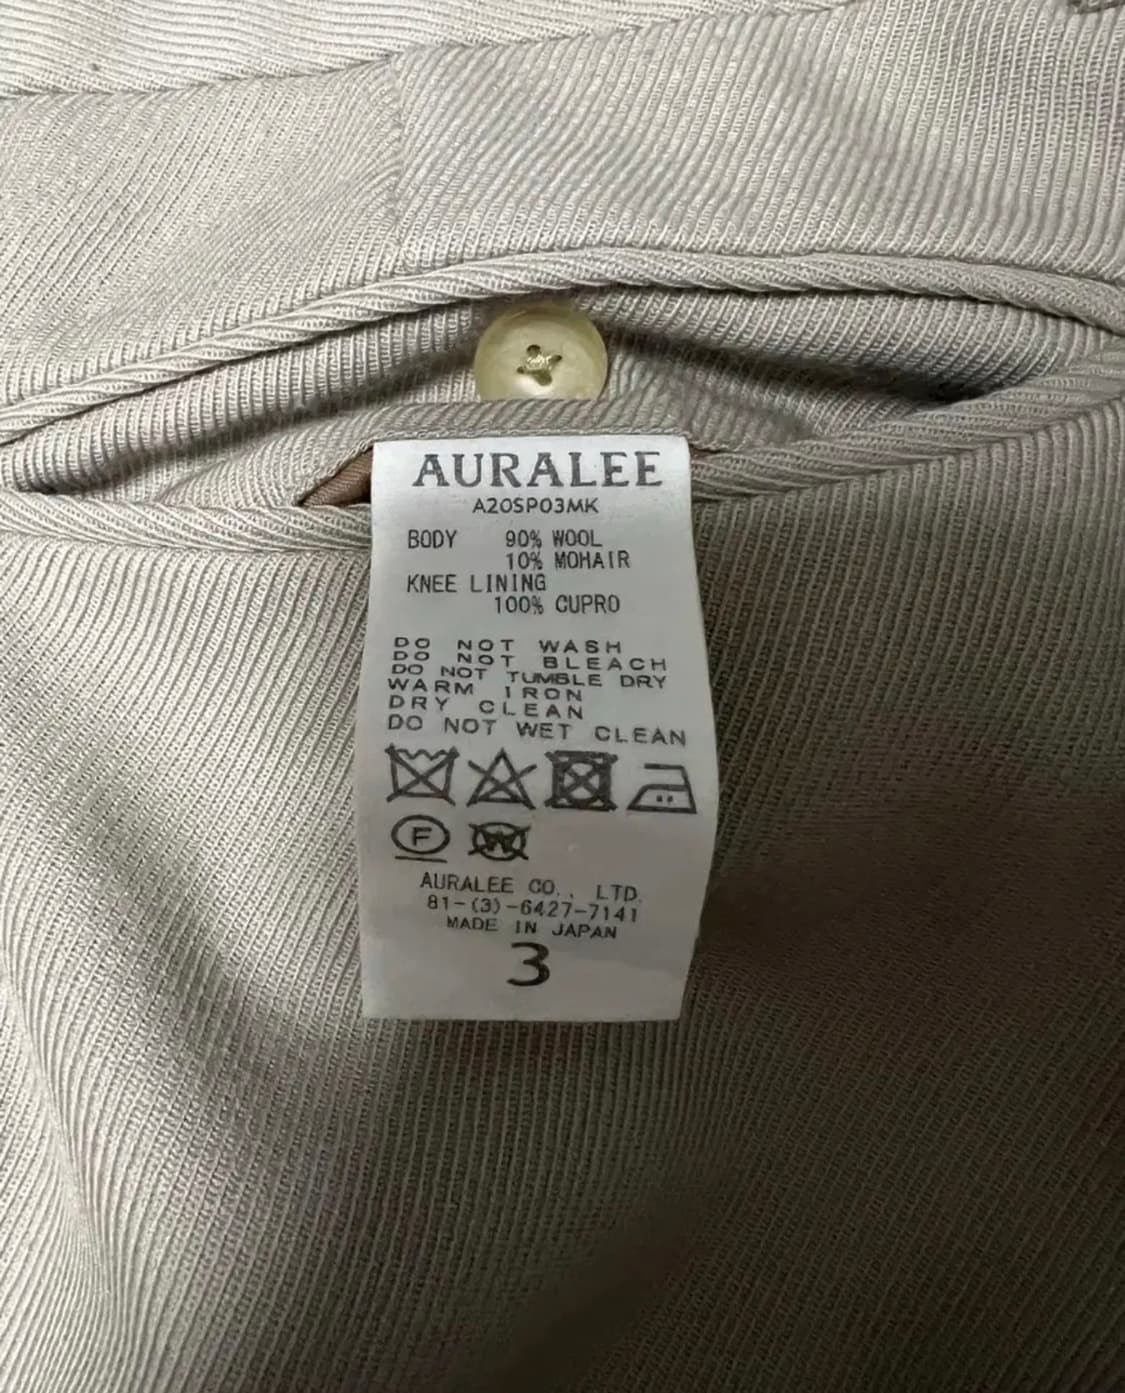 AURALEE
A20SP03MK
BODY 90% WOOL
10% MOHAIR
KNEE LINING
100% CUPRO
DO NOT WASH
DO NOT BLEACH
DO NOT TUMBLE DRY
WARM IRON
DRY CLEAN
DO NOT WET CLEAN
F
W
AURALEE CO., LTD.
81-(3)-6427-7141
MADE IN JAPAN
3